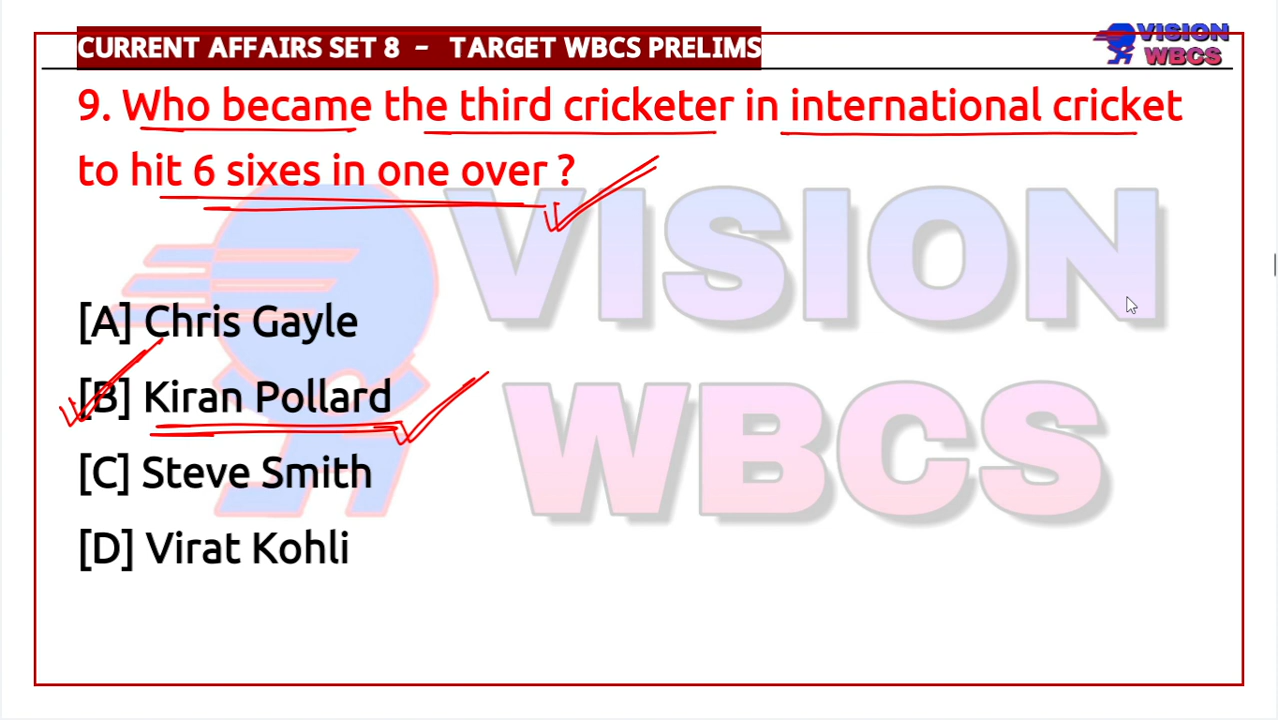 CURRENT AFFAIRS SET 8 - TARGET WBCS PRELIMS
VISION
WBCS
9. Who became the third cricketer in international cricket
to hit 6 sixes in one over ?
VISION
WBCS
[A] Chris Gayle
[B] Kiran Pollard
[C] Steve Smith
[D] Virat Kohli